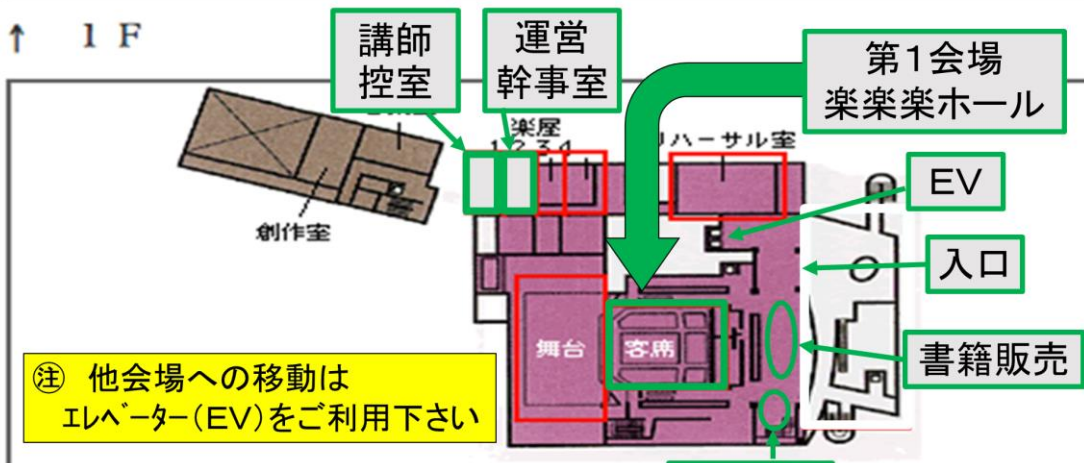 ↑ 1F
講師
控室
運営
幹事室
第1会場
楽楽楽ホール
楽屋
1 2 3 4
リハーサル室
EV
創作室
入口
舞台
客席
書籍販売
㊟ 他会場への移動は
エレベーター(EV)をご利用下さい